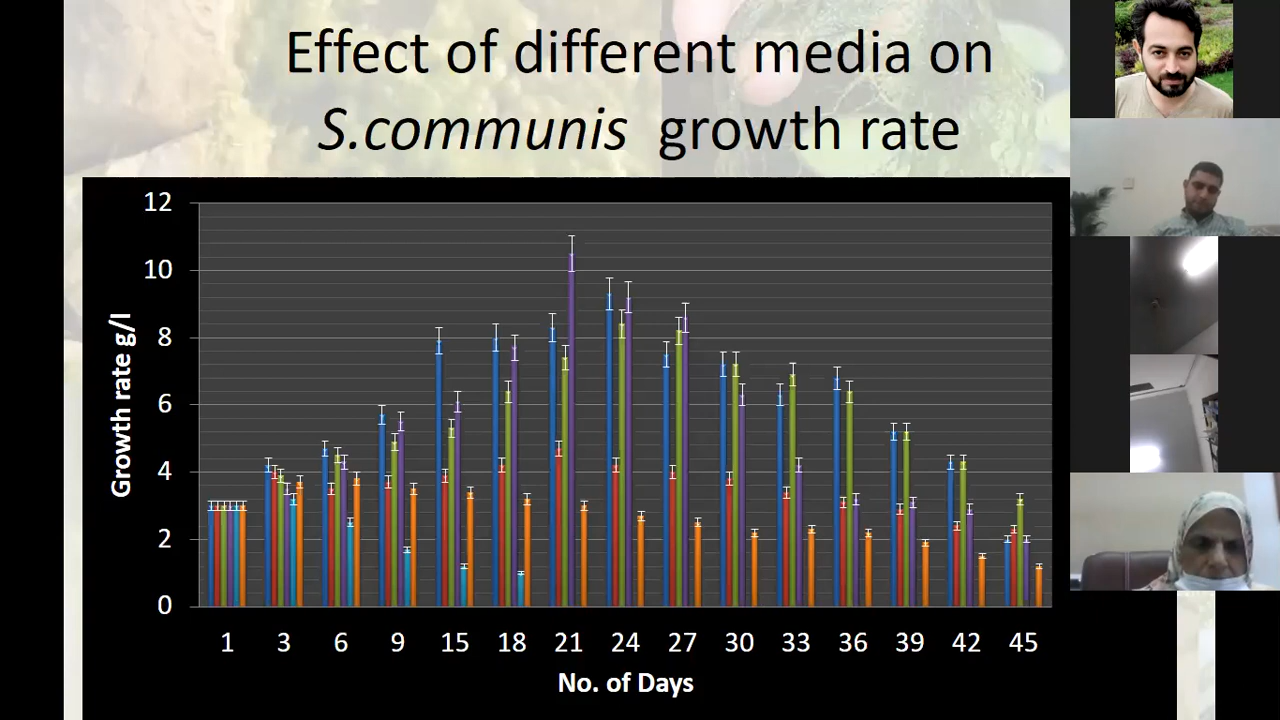 Effect of different media on
S.communis growth rate
12
10
8
6
4
2
0
Growth rate g/l
1 3 6 9 15 18 21 24 27 30 33 36 39 42 45
No. of Days